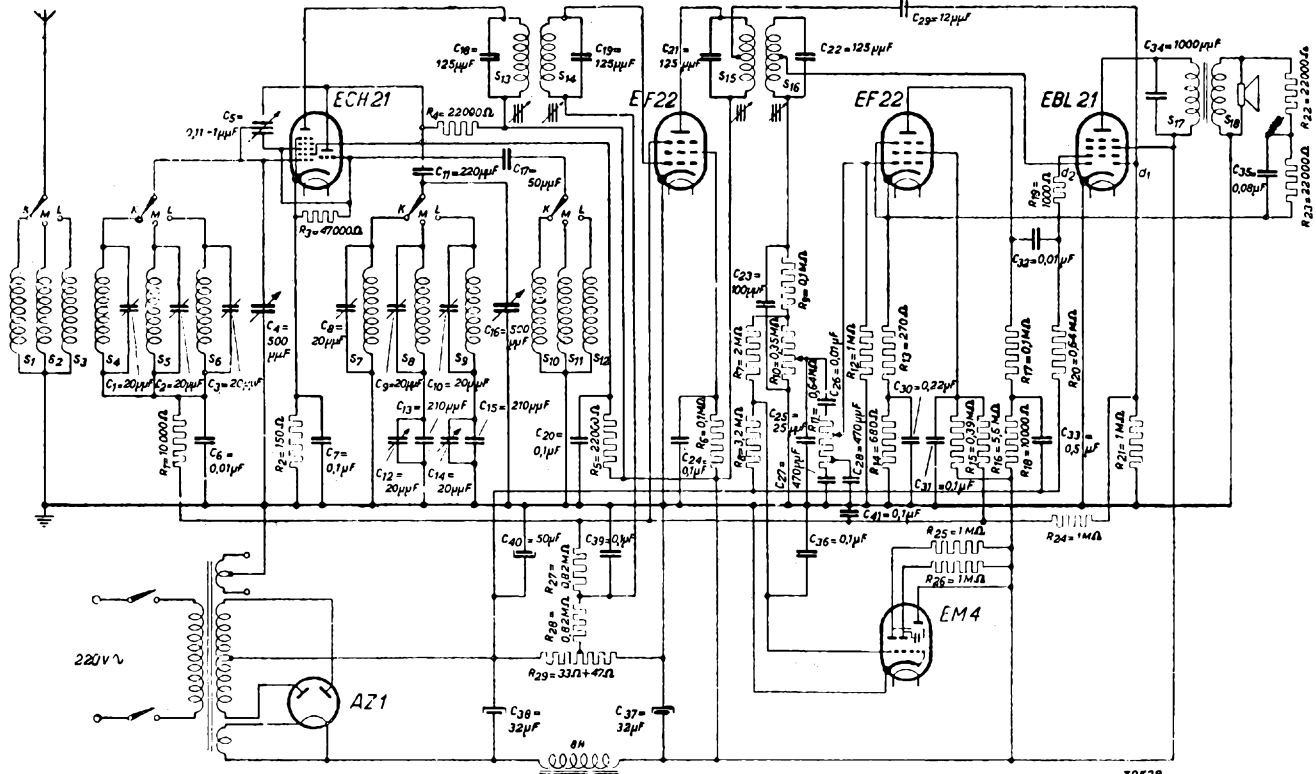 C18=
125µµF
S13
S14
C19=
125µµF
C21=
125µµF
S15
S16
C22=125µµF
C29=12µµF
C34=1000µµF
S17
S18
R22=22000Ω
C35=
0,08µF
R23=22000Ω
ECH21
EF22
EF22
EBL21
C5=
0,11-1µµF
R4=22000Ω
C11=220µµF
C17=
50µµF
R3=47000Ω
d2
d1
R19=
1000Ω
C32=0,01µF
K M L
K M L
K M L
S1 S2 S3
S4 S5 S6
C1=20µµF
C2=20µµF
C3=20µµF
C4=
500
µµF
C8=
20µµF
S7 S8 S9
C9=20µµF
C10=20µµF
C16=500
µµF
S10 S11 S12
C13=210µµF
C15=210µµF
C12=
20µµF
C14=
20µµF
R1=10000Ω
C6=
0,01µF
R2=150Ω
C7=
0,1µF
C20=
0,1µF
R5=22000Ω
C23=
100µµF
R9=0,1MΩ
R7=2MΩ
R10=0,35MΩ
R8=3,2MΩ
C24=
0,1µF
R6=0,1MΩ
C25=
25µµF
R11=0,64MΩ
C26=0,01µF
C27=
470µµF
C28=470µµF
R12=1MΩ
R13=270Ω
R14=680Ω
C30=0,22µF
C31=0,1µF
R15=0,39MΩ
R16=5,6MΩ
R17=0,1MΩ
R18=10000Ω
R20=0,64MΩ
C33=
0,5µF
R21=1MΩ
C41=0,1µF
R24=1MΩ
C40=50µF
C39=0,1µF
R27=
0,82MΩ
R28=
0,82MΩ
C36=0,1µF
R25=1MΩ
R26=1MΩ
EM4
220V~
AZ1
R29=33Ω+47Ω
C38=
32µF
C37=
32µF
8H